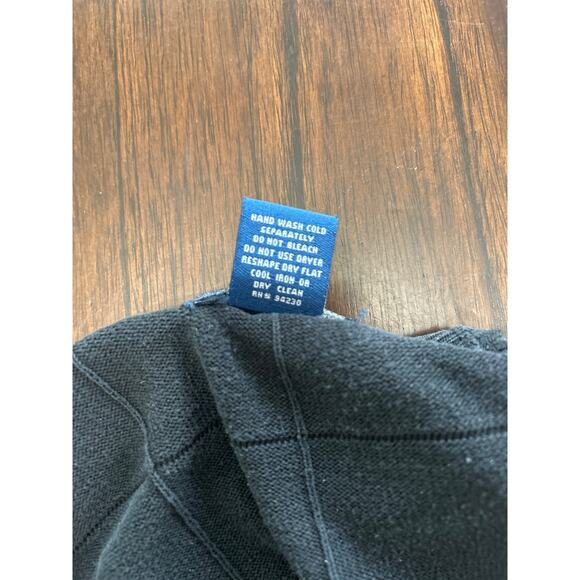 HAND WASH COLD
SEPARATELY
DO NOT BLEACH
DO NOT USE DRYER
RESHAPE DRY FLAT
COOL IRON OR
DRY CLEAN
RN# 94230